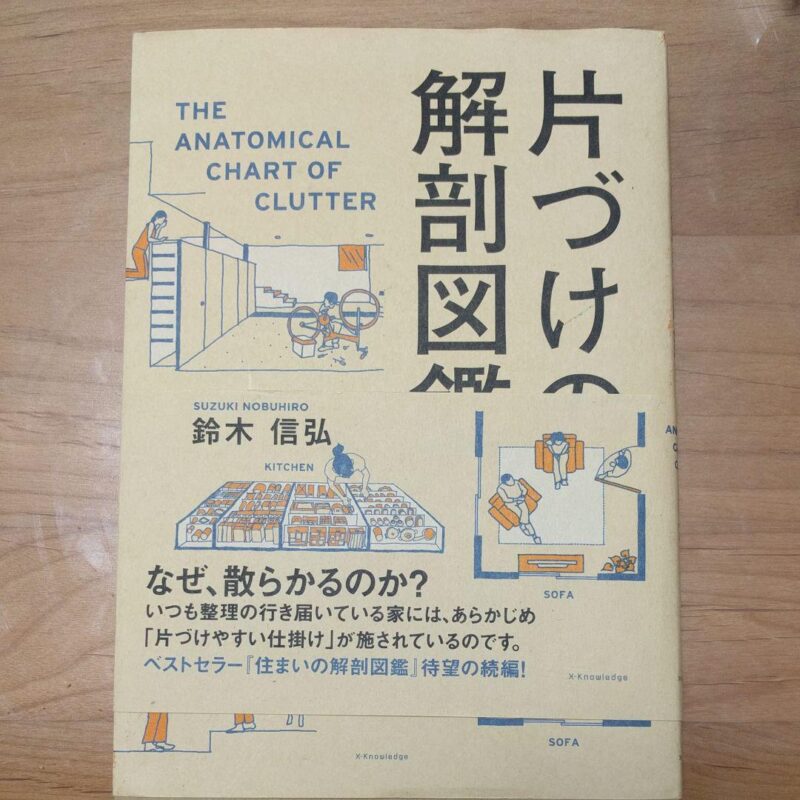 THE
ANATOMICAL
CHART OF
CLUTTER
片づけの
解剖図鑑
SUZUKI NOBUHIRO
鈴木 信弘
KITCHEN
SOFA
なぜ、散らかるのか?
いつも整理の行き届いている家には、あらかじめ
「片づけやすい仕掛け」が施されているのです。
ベストセラー『住まいの解剖図鑑』待望の続編!
X-Knowledge
SOFA
X-Knowledge